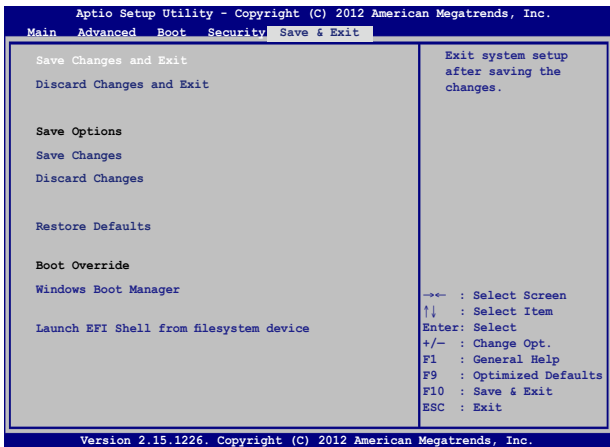 Aptio Setup Utility - Copyright (C) 2012 American Megatrends, Inc.
Main Advanced Boot Security Save & Exit
Save Changes and Exit
Discard Changes and Exit
Save Options
Save Changes
Discard Changes
Restore Defaults
Boot Override
Windows Boot Manager
Launch EFI Shell from filesystem device
Exit system setup
after saving the
changes.
→← : Select Screen
↑↓ : Select Item
Enter: Select
+/— : Change Opt.
F1 : General Help
F9 : Optimized Defaults
F10 : Save & Exit
ESC : Exit
Version 2.15.1226. Copyright (C) 2012 American Megatrends, Inc.